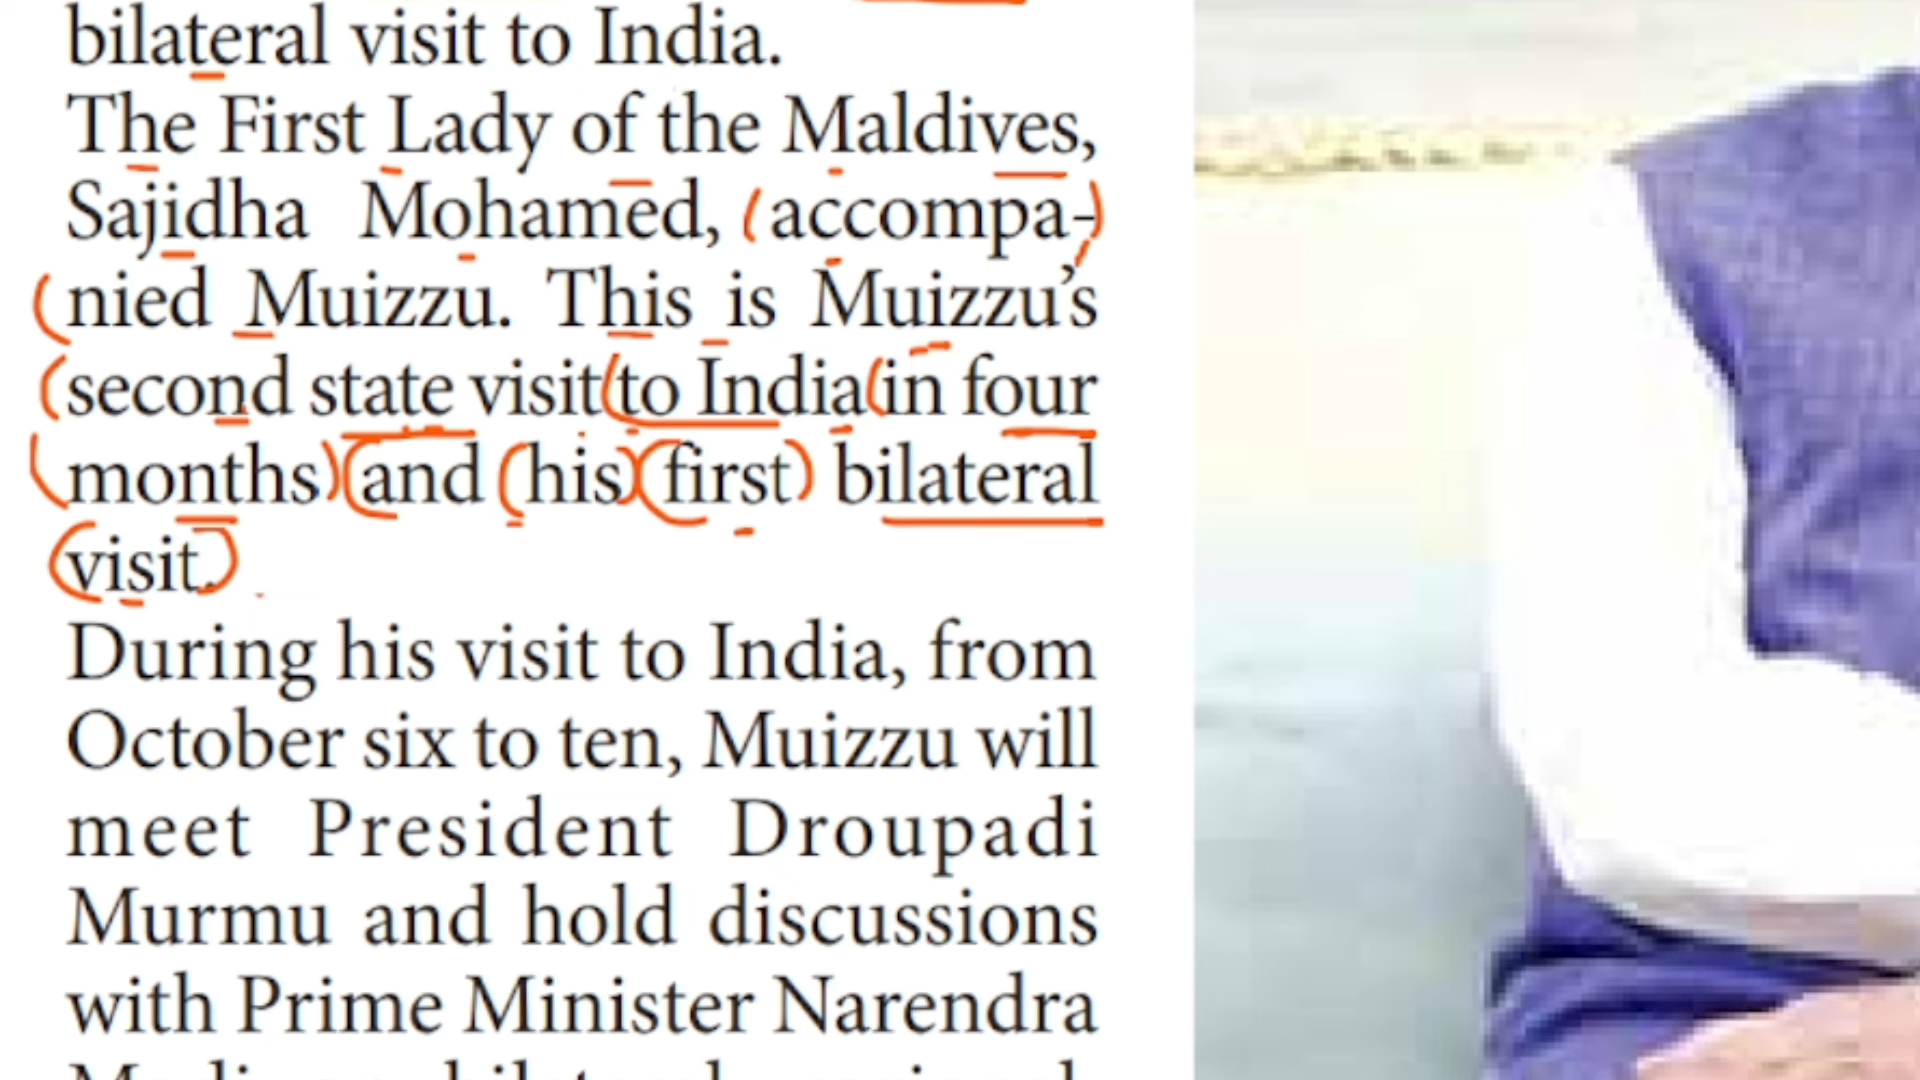 bilateral visit to India.
The First Lady of the Maldives,
Sajidha Mohamed, accompa-
nied Muizzu. This is Muizzu's
second state visit to India in four
months and his first bilateral
visit.
During his visit to India, from
October six to ten, Muizzu will
meet President Droupadi
Murmu and hold discussions
with Prime Minister Narendra